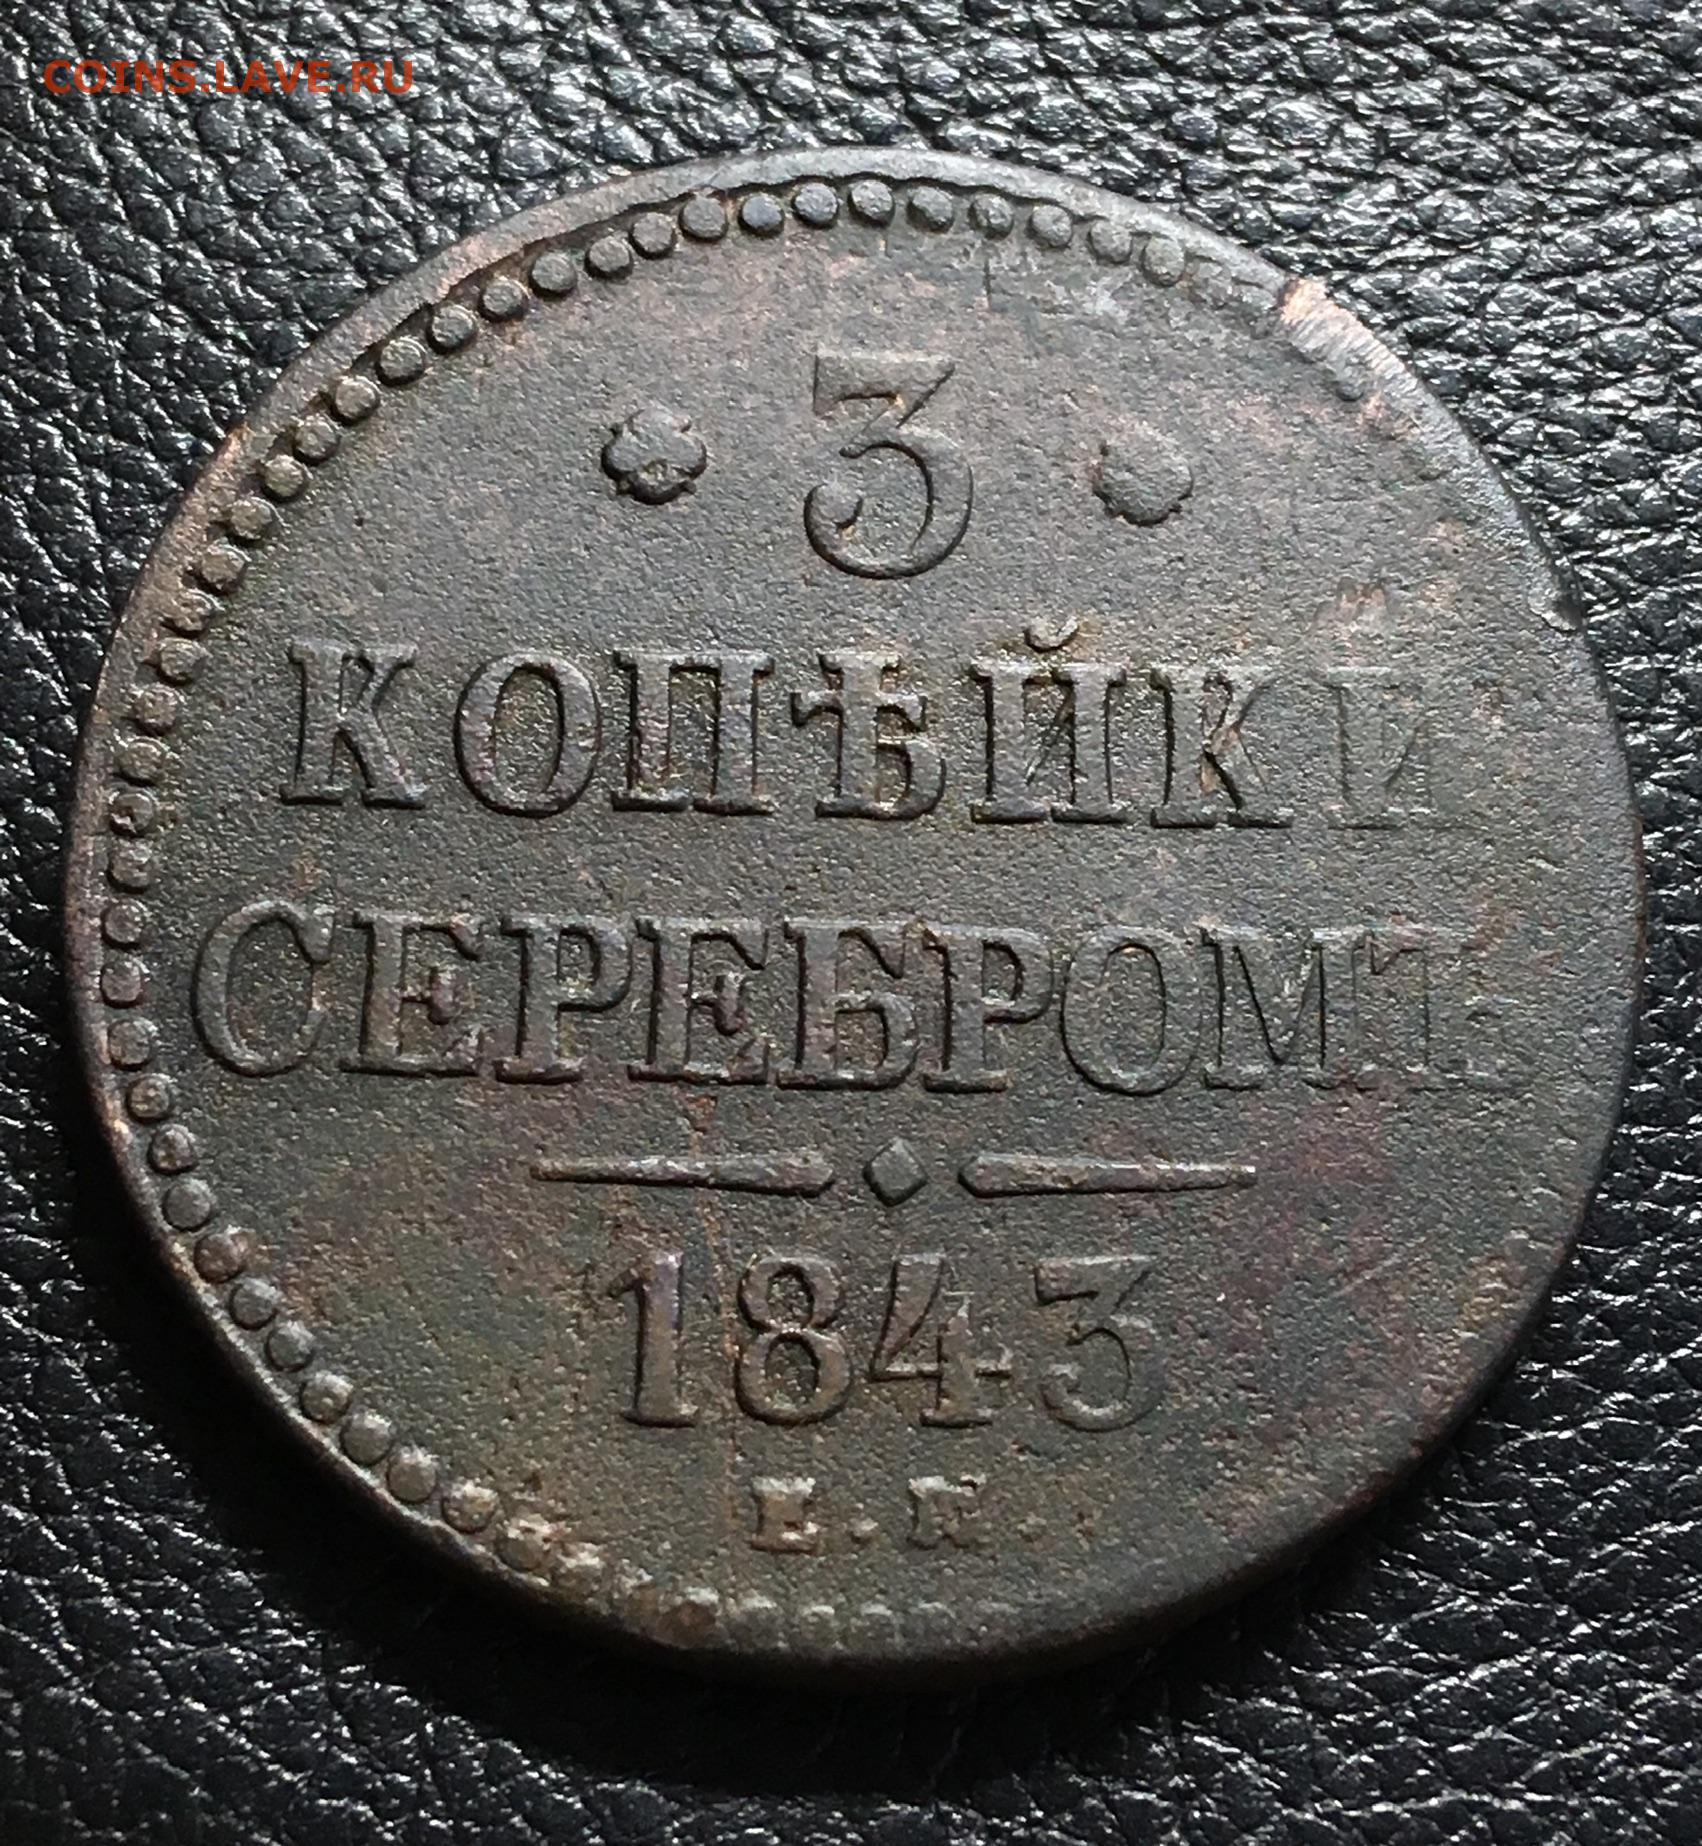 COINS.LAVE.RU
3
КОПѢЙКИ
СЕРЕБРОМЪ
1843
Е.М.